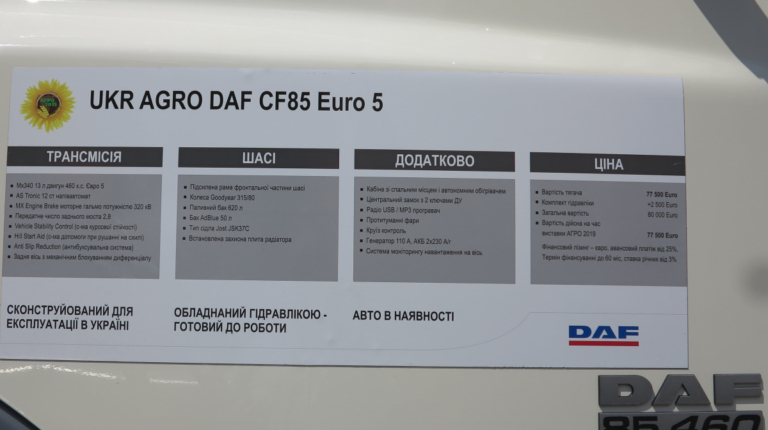 UKR AGRO DAF CF85 Euro 5
ТРАНСМІСІЯ
Mx340 13 л двигун 460 к.с. Євро 5
AS Tronic 12 ст напівавтомат
MX Engine Brake моторне гальмо потужністю 320 кВ
Передатне число заднього моста 2,8
Vehicle Stability Control (с-ма курсової стійкості)
Hill Start Aid (с-ма допомоги при рушанні на схилі)
Anti Slip Reduction (антибуксувальна система)
Задня вісь з механічним блокуванням диференціалу
ШАСІ
Підсилена рама фронтальної частини шасі
Колеса Goodyear 315/80
Паливний бак 620 л
Бак AdBlue 50 л
Тип сідла Jost JSK37C
Встановлена захисна плита радіатора
ДОДАТКОВО
Кабіна зі спальним місцем і автономним обігрівачем
Центральний замок з 2 ключами ДУ
Радіо USB / MP3 програвач
Протитуманні фари
Круїз контроль
Генератор 110 А, АКБ 2x230 А/г
Система моніторингу навантаження на вісь
ЦІНА
Вартість тягача 77 500 Euro
Комплект гідравліки +2 500 Euro
Загальна вартість 80 000 Euro
Вартість дійсна на час
виставки АГРО 2019 77 500 Euro
Фінансовий лізинг – євро, авансовий платіж від 25%,
Термін фінансуванні до 60 міс, ставка річних від 3%
СКОНСТРУЙОВАНИЙ ДЛЯ
ЕКСПЛУАТАЦІЇ В УКРАЇНІ
ОБЛАДНАНИЙ ГІДРАВЛІКОЮ -
ГОТОВИЙ ДО РОБОТИ
АВТО В НАЯВНОСТІ
DAF
DAF
85.460